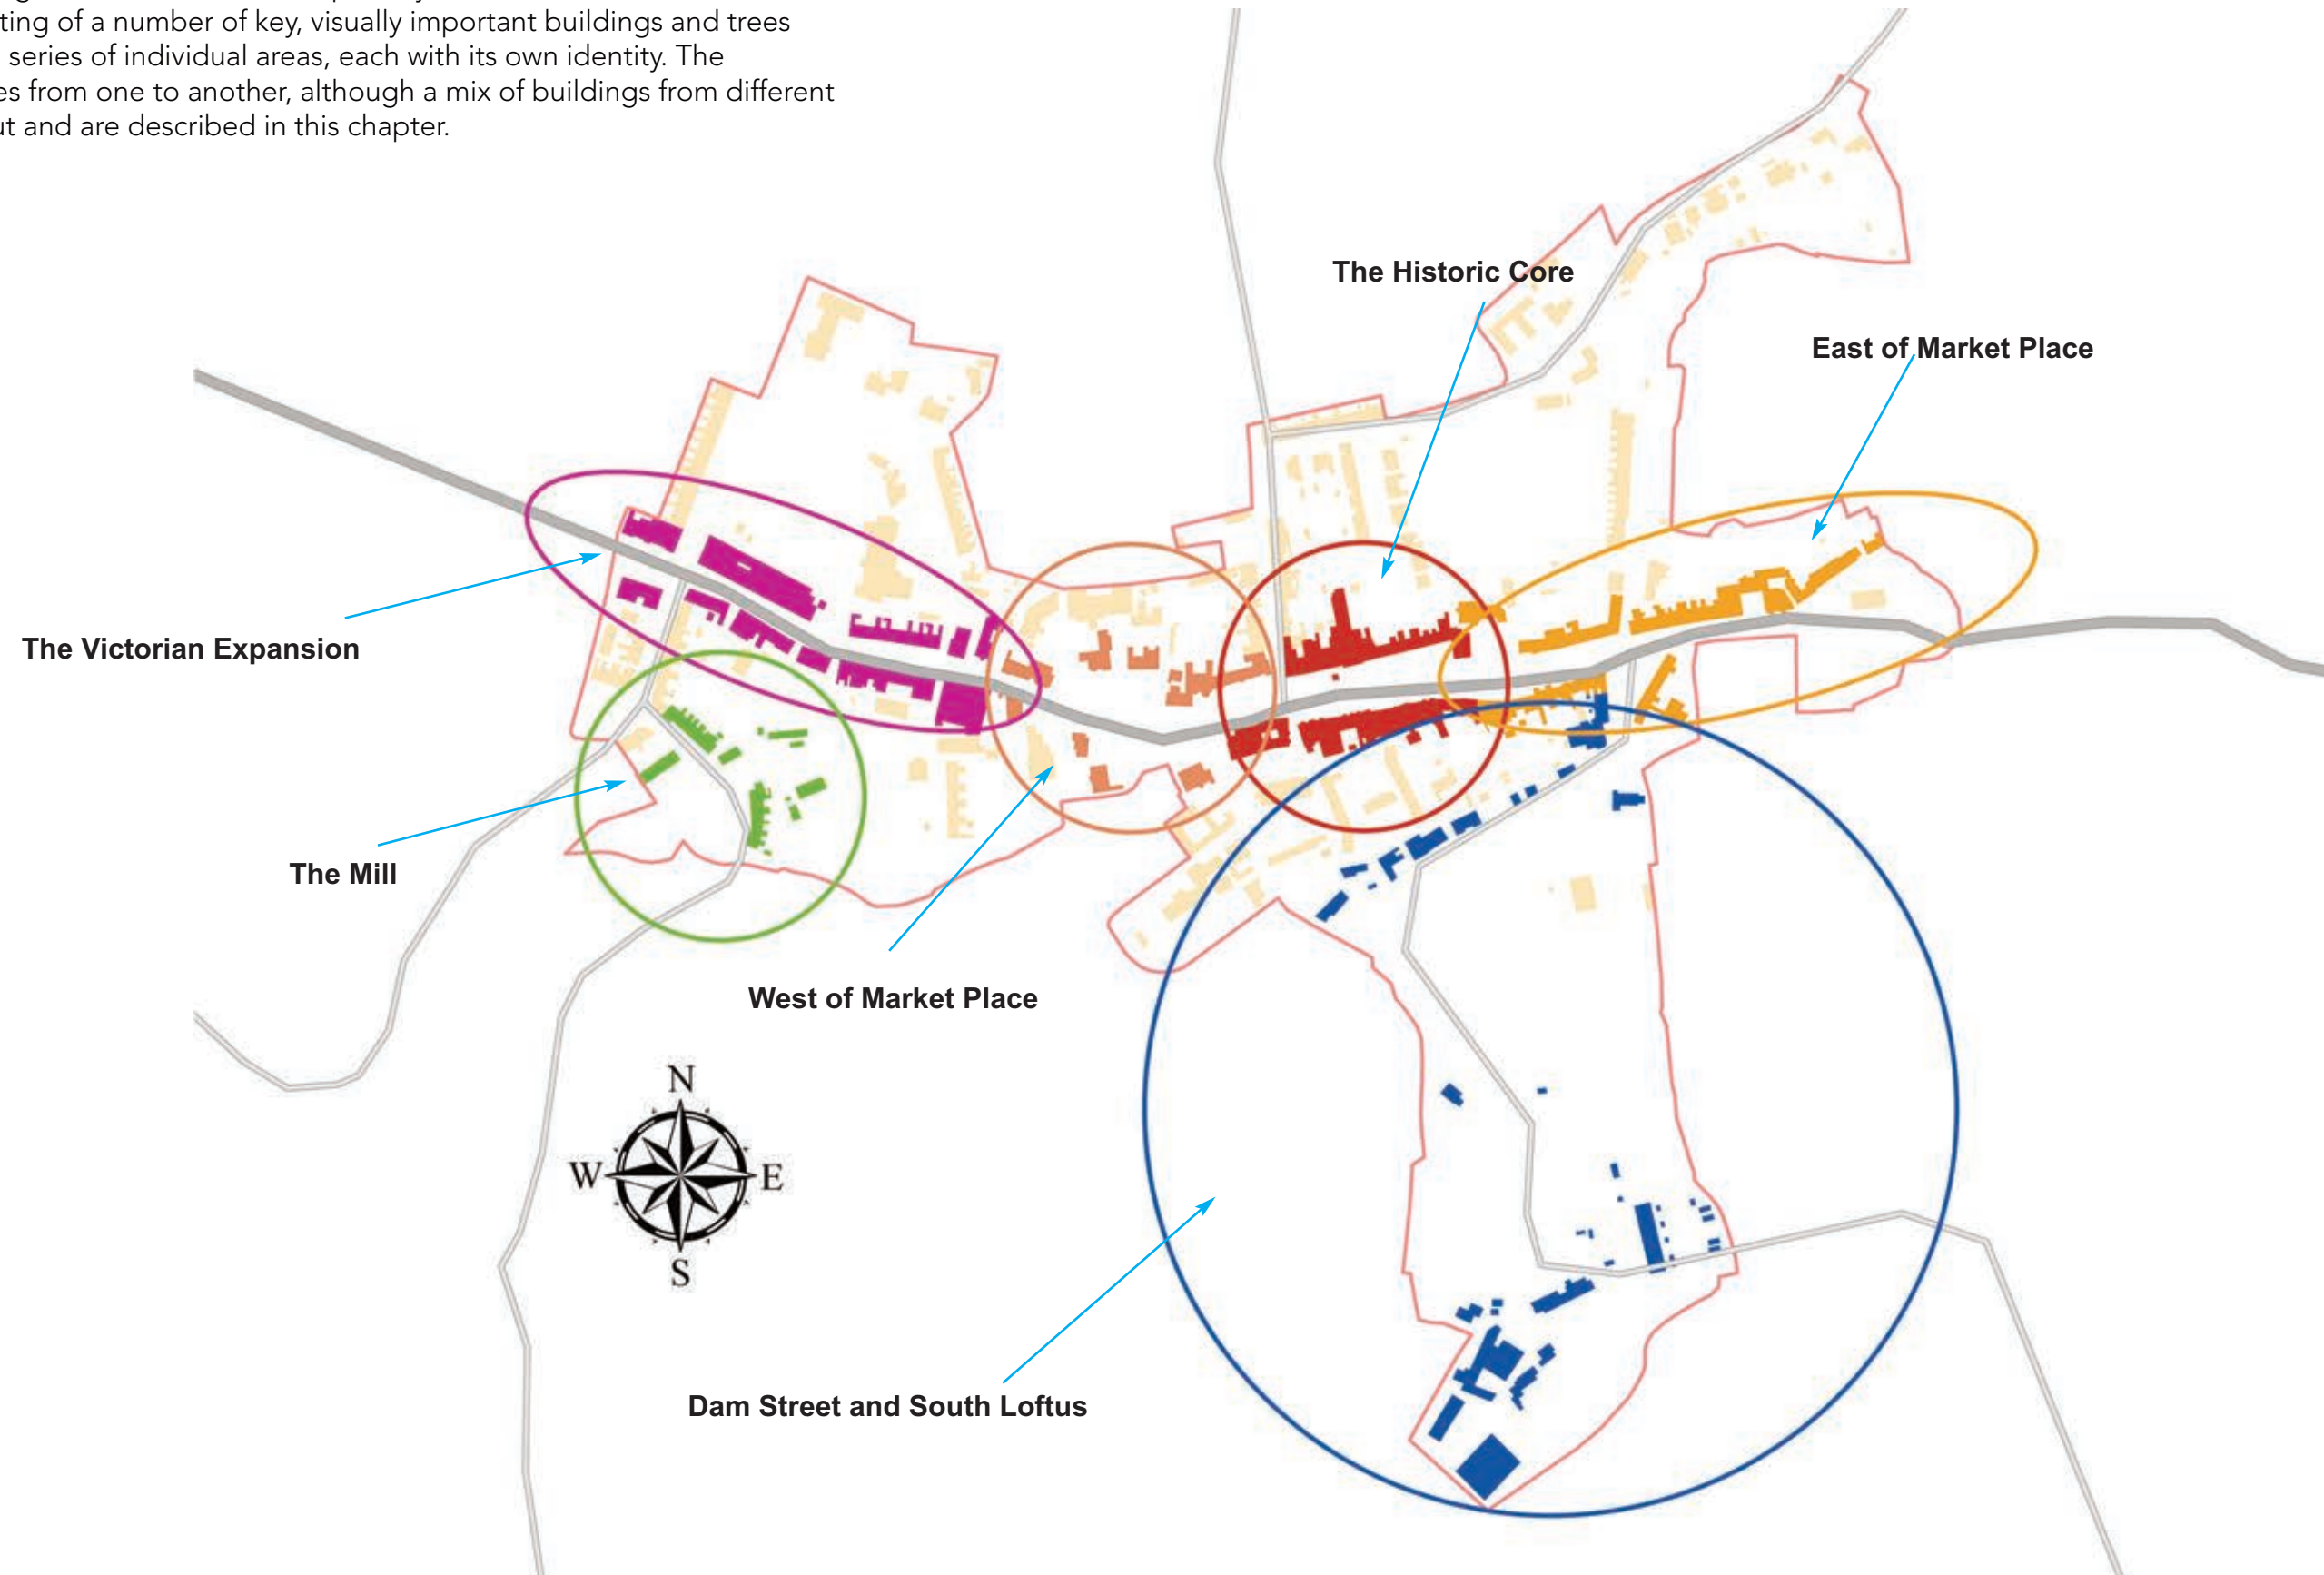 ting of a number of key, visually important buildings and trees
series of individual areas, each with its own identity. The
es from one to another, although a mix of buildings from different
ut and are described in this chapter.
The Historic Core
East of Market Place
The Victorian Expansion
The Mill
West of Market Place
N
W E
S
Dam Street and South Loftus